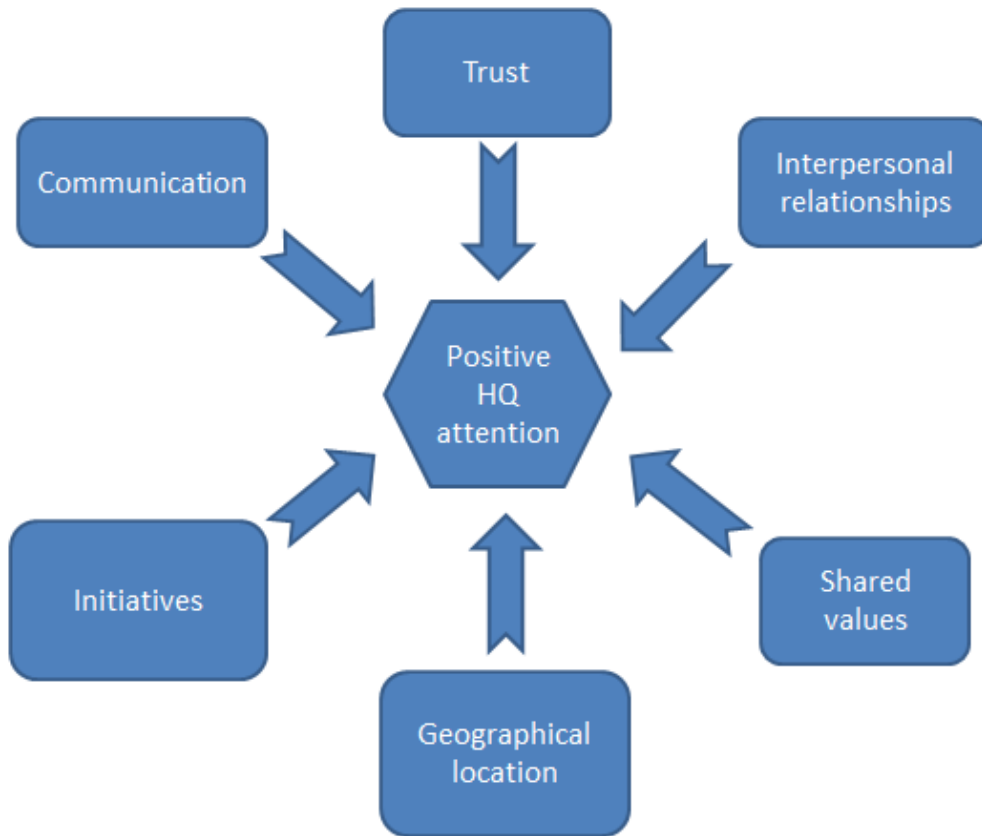 Trust
Communication
Interpersonal
relationships
Positive
HQ
attention
Initiatives
Shared
values
Geographical
location